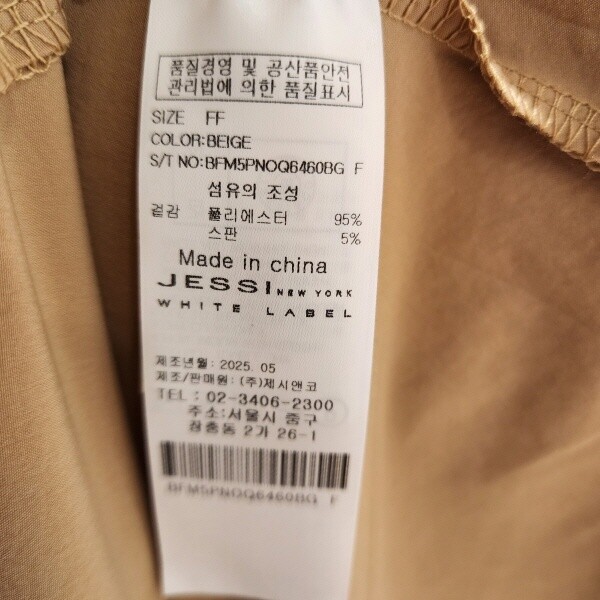 품질경영 및 공산품안전
관리법에 의한 품질표시
SIZE FF
COLOR:BEIGE
S/T NO:BFM5PNOQ6460BG F
섬유의 조성
겉감 폴리에스터 95%
스판 5%
Made in china
JESSI NEW YORK
WHITE LABEL
제조년월: 2025. 05
제조/판매원: (주)제시앤코
TEL : 02-3406-2300
주소:서울시 중구
장충동 2가 26-1
BFM5PNOQ6460BG F